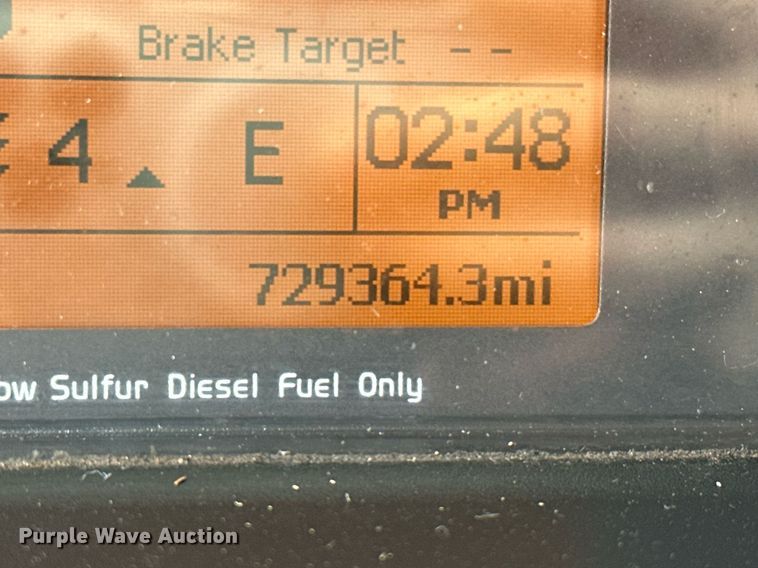 Brake Target --
4 E 02:48
PM
729364.3mi
ow Sulfur Diesel Fuel Only
Purple Wave Auction